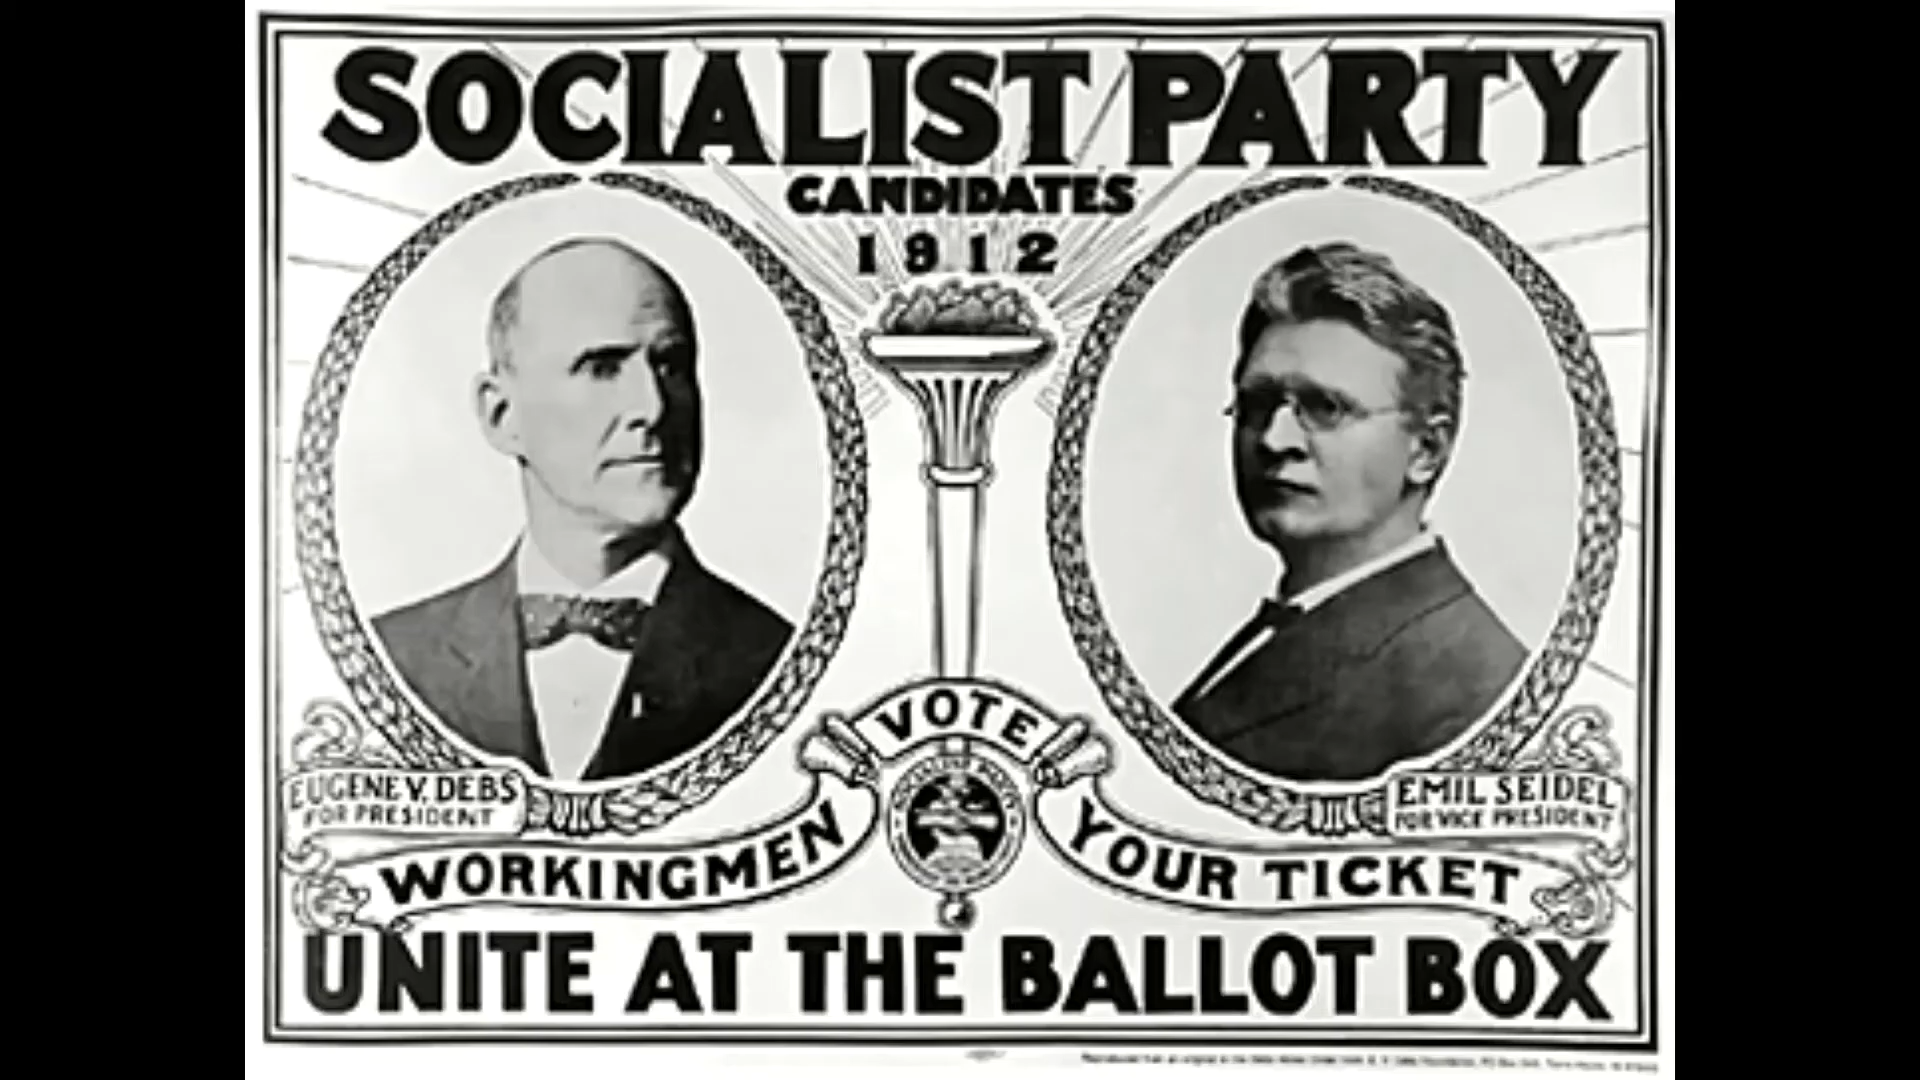 SOCIALIST PARTY
CANDIDATES
1912
EUGENE V. DEBS
FOR PRESIDENT
EMIL SEIDEL
FOR VICE PRESIDENT
VOTE
WORKINGMEN
YOUR TICKET
UNITE AT THE BALLOT BOX